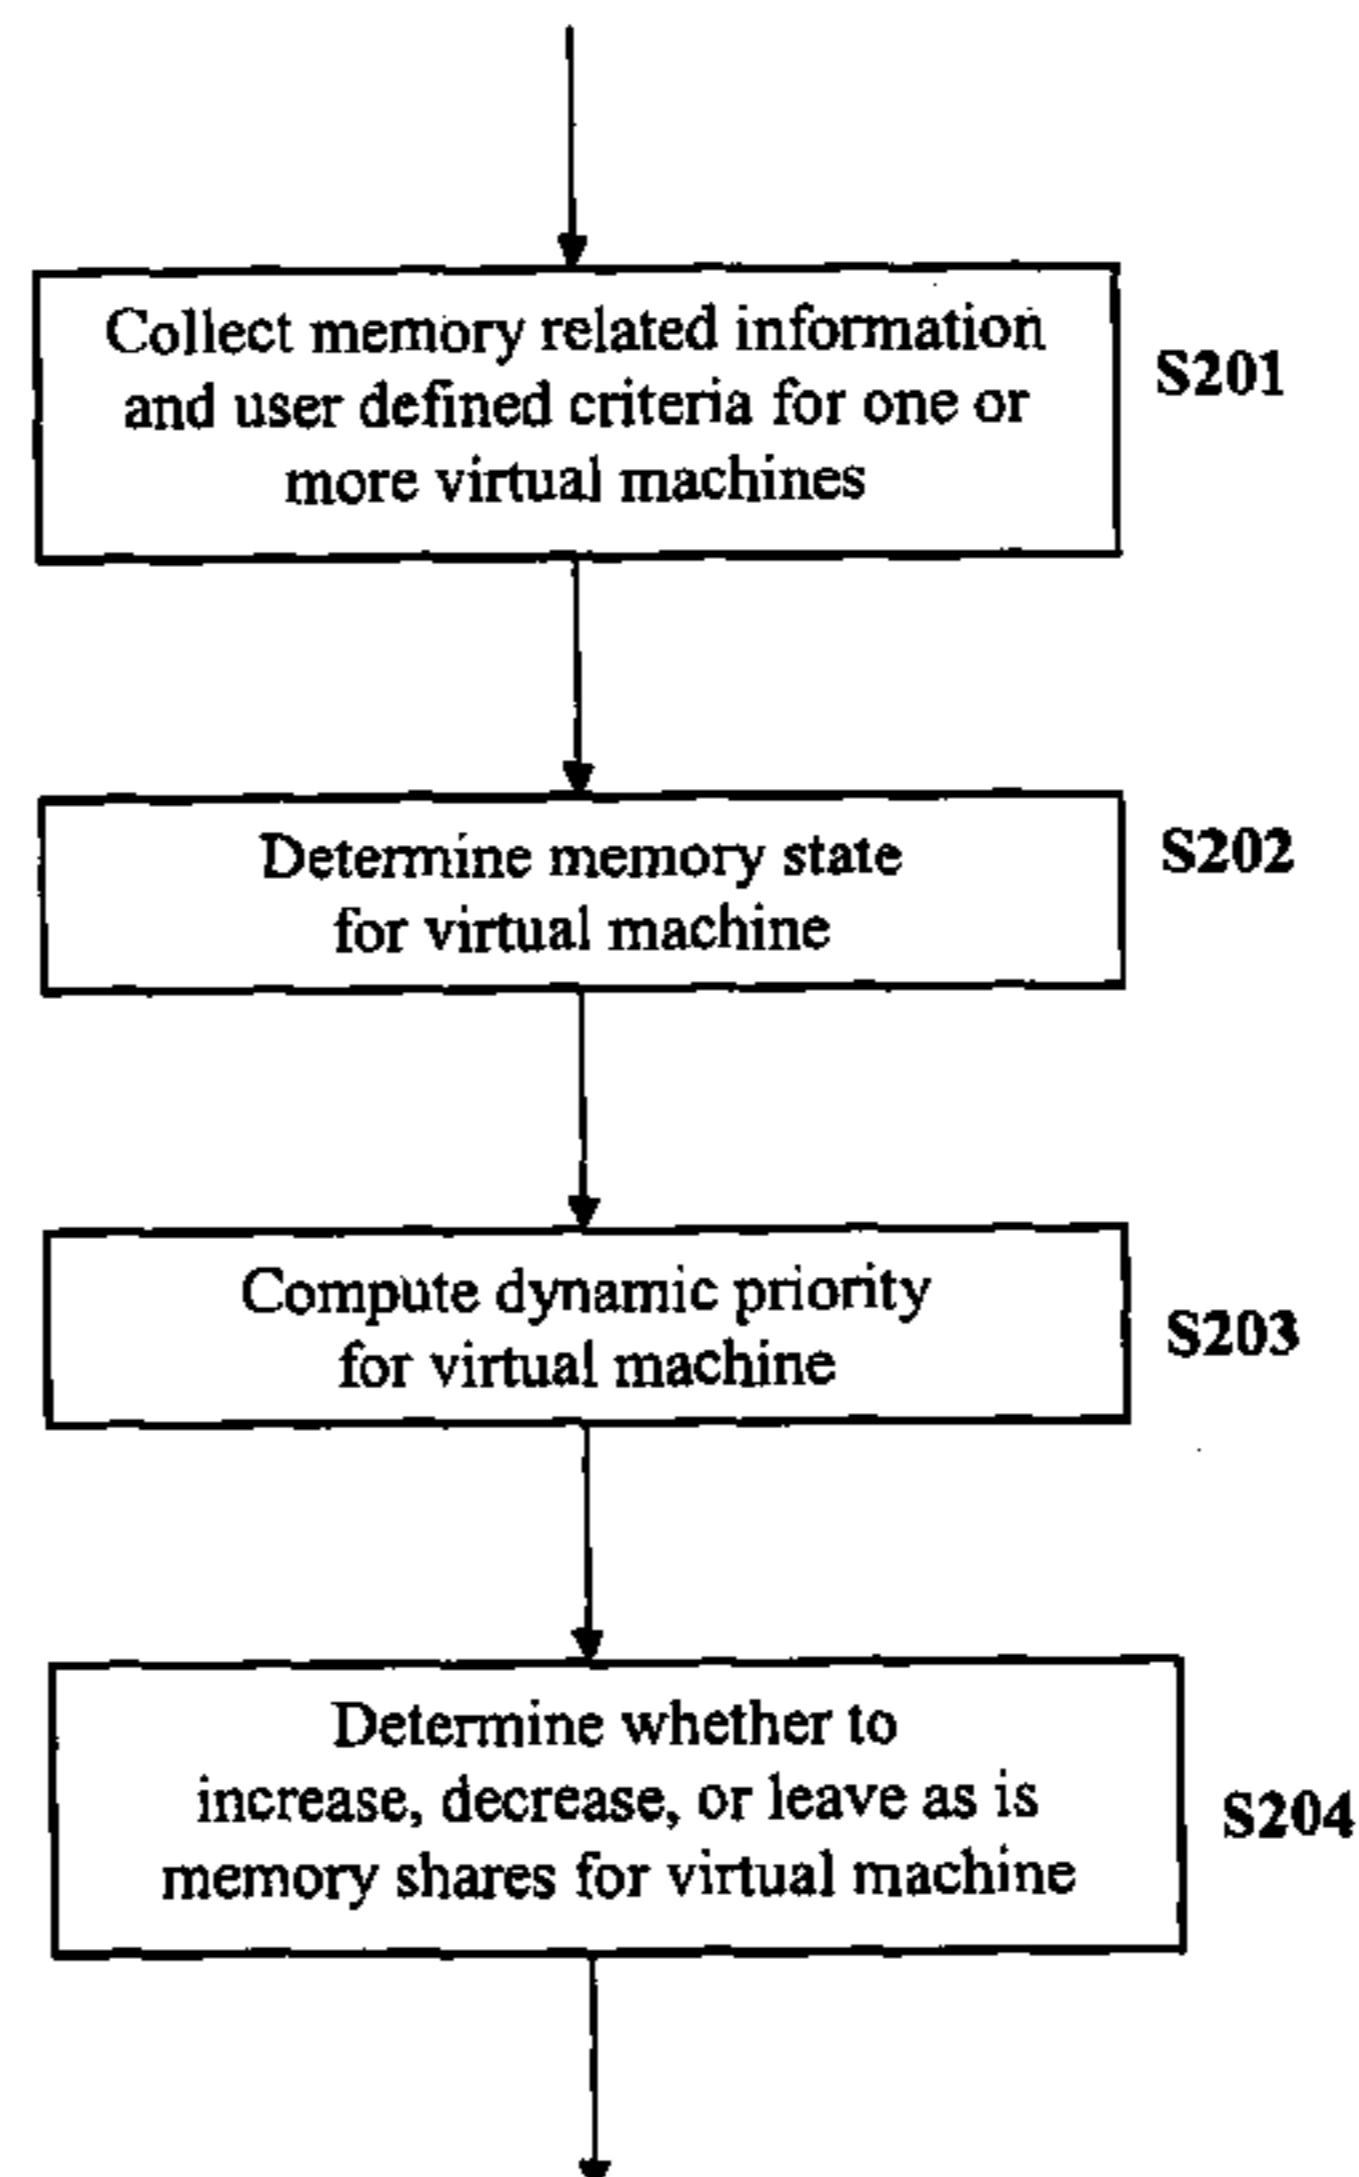 Collect memory related information
and user defined criteria for one or
more virtual machines
S201
Determine memory state
for virtual machine
S202
Compute dynamic priority
for virtual machine
S203
Determine whether to
increase, decrease, or leave as is
memory shares for virtual machine
S204